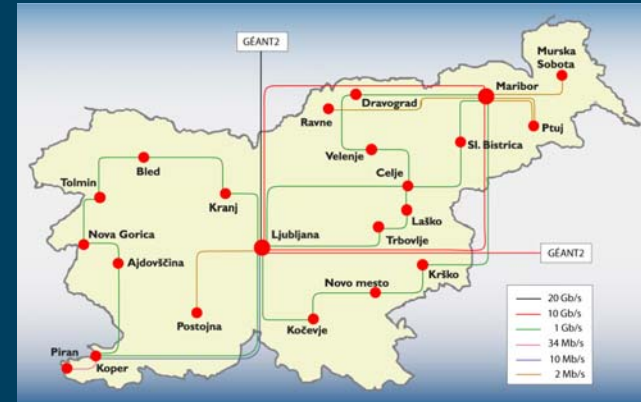 GÉANT2
Murska
Sobota
Maribor
Dravograd
Ravne
Ptuj
Sl. Bistrica
Velenje
Bled
Celje
Tolmin
Kranj
Laško
Ljubljana
Trbovlje
Nova Gorica
GÉANT2
Ajdovščina
Krško
Novo mesto
Postojna
Kočevje
Piran
Koper
20 Gb/s
10 Gb/s
1 Gb/s
34 Mb/s
10 Mb/s
2 Mb/s